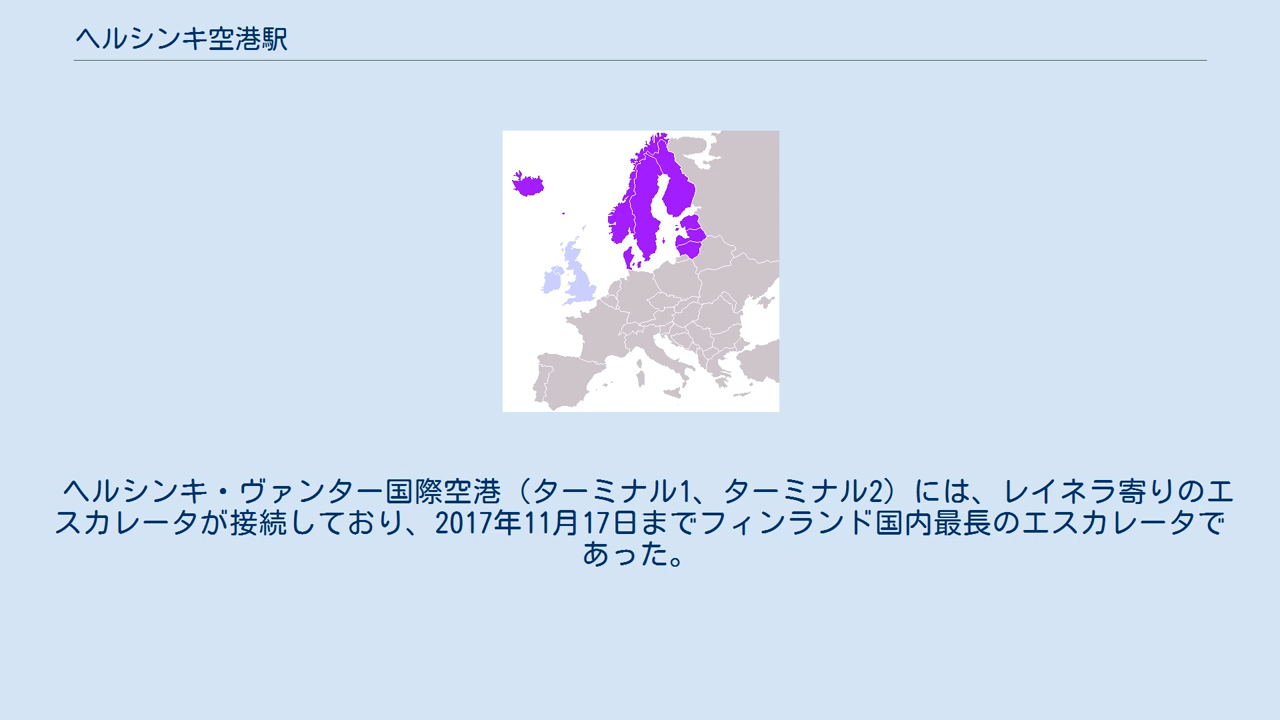 ヘルシンキ空港駅
ヘルシンキ・ヴァンター国際空港（ターミナル1、ターミナル2）には、レイネラ寄りのエ
スカレータが接続しており、2017年11月17日までフィンランド国内最長のエスカレータで
あった。